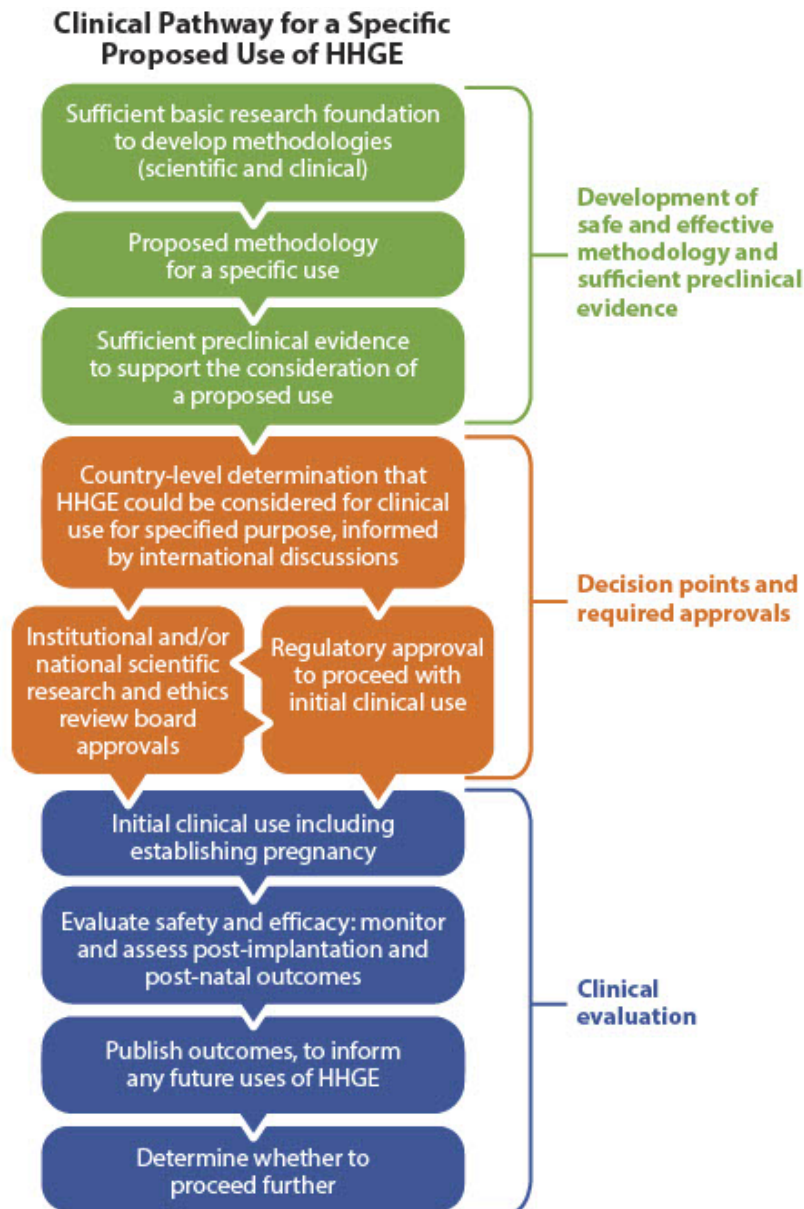 Clinical Pathway for a Specific
Proposed Use of HHGE
Sufficient basic research foundation
to develop methodologies
(scientific and clinical)
Proposed methodology
for a specific use
Sufficient preclinical evidence
to support the consideration of
a proposed use
Development of
safe and effective
methodology and
sufficient preclinical
evidence
Country-level determination that
HHGE could be considered for clinical
use for specified purpose, informed
by international discussions
Institutional and/or
national scientific
research and ethics
review board
approvals
Regulatory approval
to proceed with
initial clinical use
Decision points and
required approvals
Initial clinical use including
establishing pregnancy
Evaluate safety and efficacy: monitor
and assess post-implantation and
post-natal outcomes
Publish outcomes, to inform
any future uses of HHGE
Determine whether to
proceed further
Clinical
evaluation